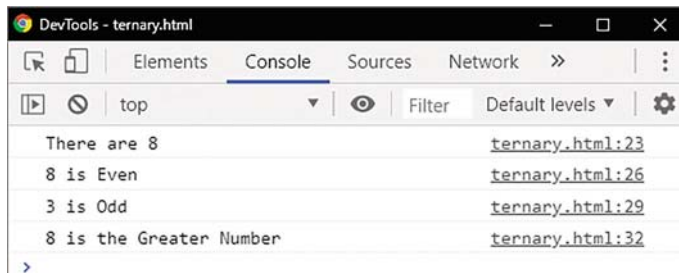 DevTools - ternary.html
Elements Console Sources Network »
top Filter Default levels
There are 8 ternary.html:23
8 is Even ternary.html:26
3 is Odd ternary.html:29
8 is the Greater Number ternary.html:32
>